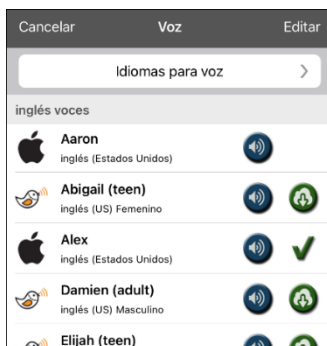 Cancelar Voz Editar
Idiomas para voz
inglés voces
Aaron
inglés (Estados Unidos)
Abigail (teen)
inglés (US) Femenino
Alex
inglés (Estados Unidos)
Damien (adult)
inglés (US) Masculino
Elijah (teen)